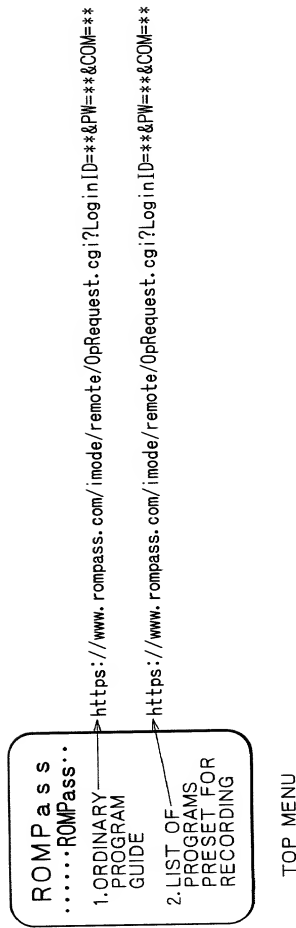 ROMPass
······ROMPass··
1.ORDINARY
PROGRAM
GUIDE
https://www.rompass.com/imode/remote/OpRequest.cgi?LoginID=**&PW=**&COM=**
2.LIST OF
PROGRAMS
PRESET FOR
RECORDING
https://www.rompass.com/imode/remote/OpRequest.cgi?LoginID=**&PW=**&COM=**
TOP MENU